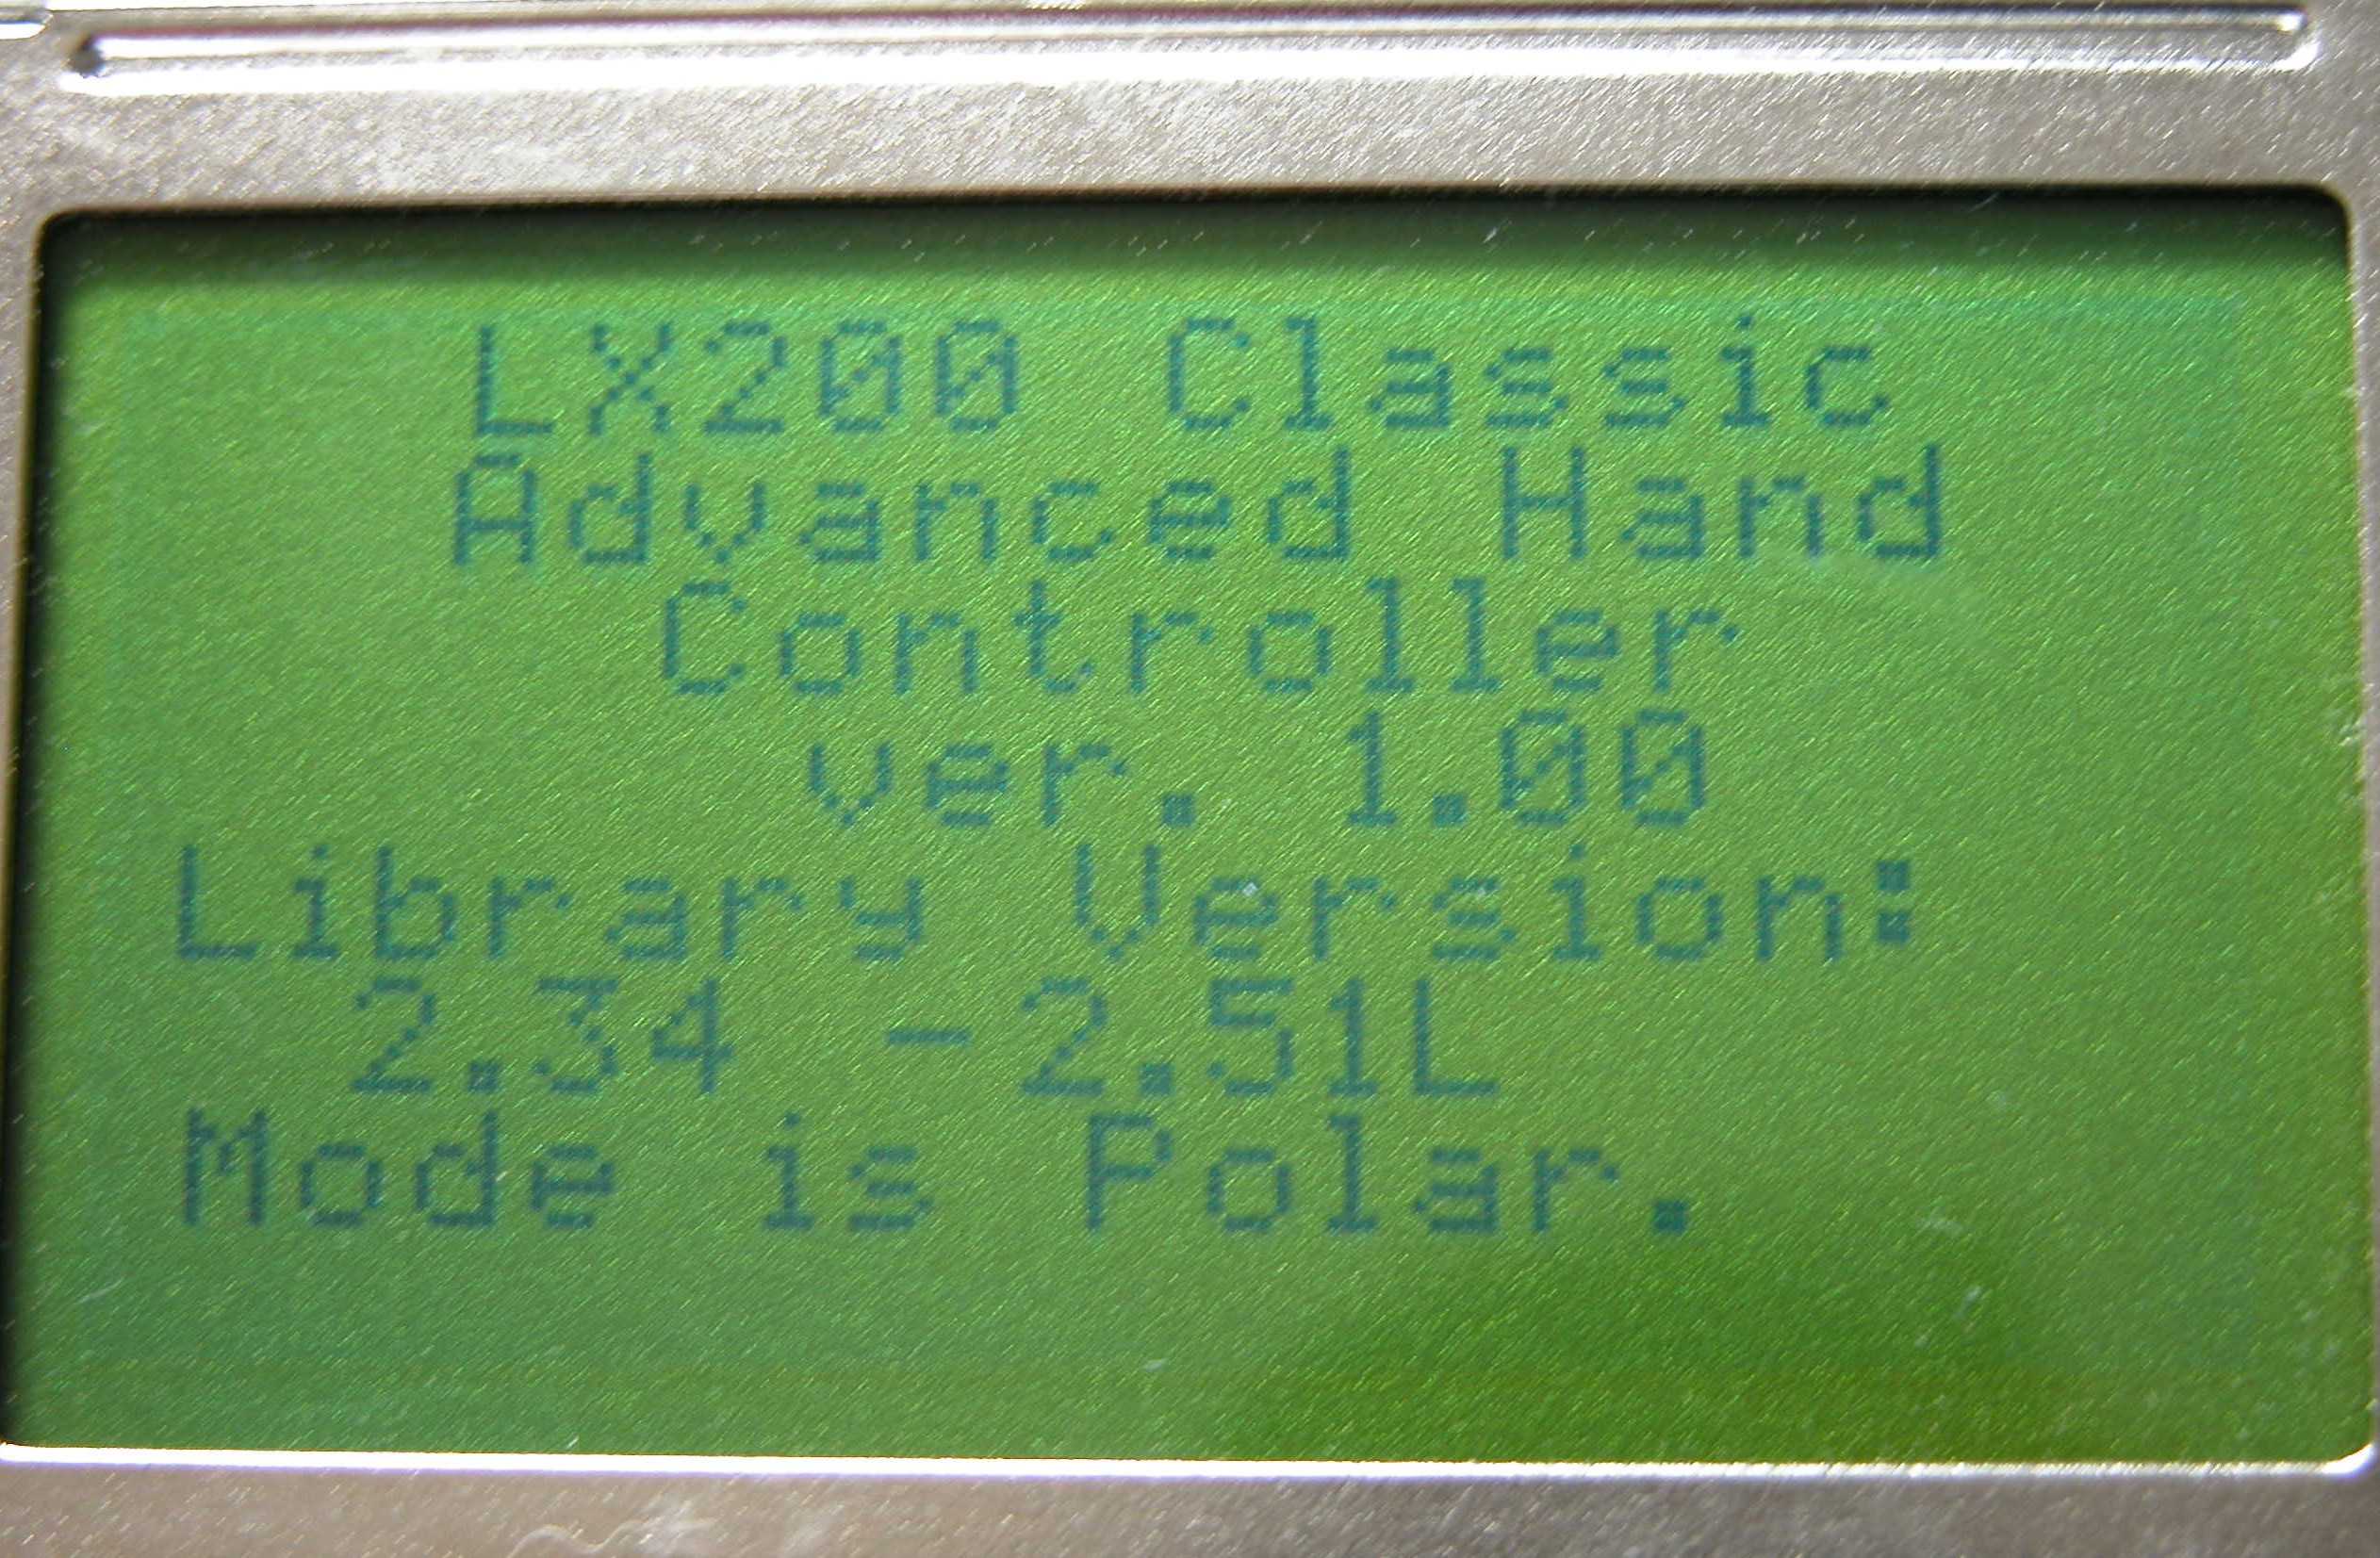 LX200 Classic
Advanced Hand
Controller
ver. 1.00
Library Version:
2.34 -2.51L
Mode is Polar.